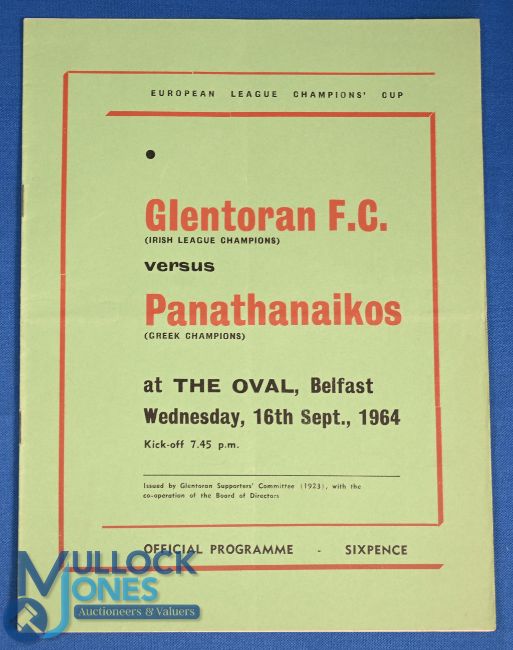 EUROPEAN LEAGUE CHAMPIONS' CUP
Glentoran F.C.
(IRISH LEAGUE CHAMPIONS)
versus
Panathanaikos
(GREEK CHAMPIONS)
at THE OVAL, Belfast
Wednesday, 16th Sept., 1964
Kick-off 7.45 p.m.
Issued by Glentoran Supporters' Committee (1923), with the
co-operation of the Board of Directors
OFFICIAL PROGRAMME - SIXPENCE
MULLOCK
JONES
Auctioneers & Valuers